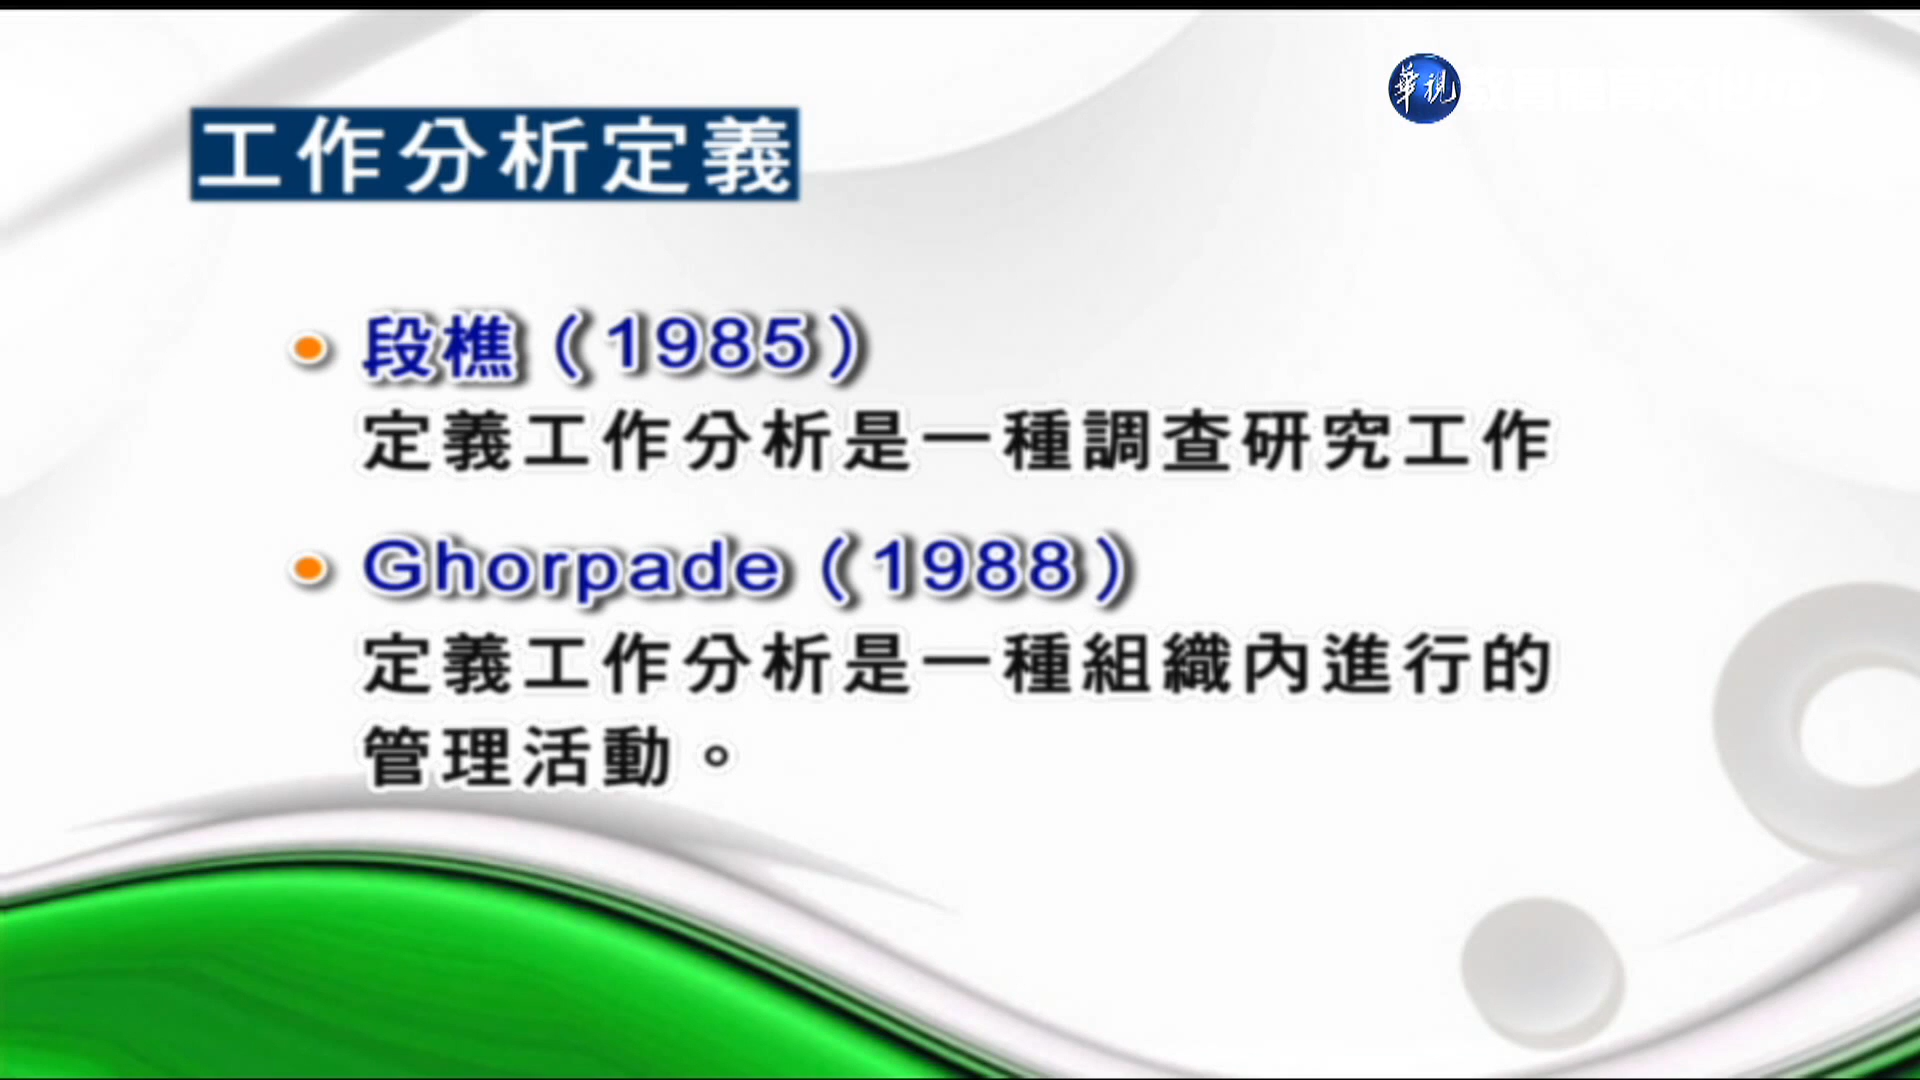 華視
工作分析定義
段樵（1985）
定義工作分析是一種調查研究工作
Ghorpade（1988）
定義工作分析是一種組織內進行的
管理活動。